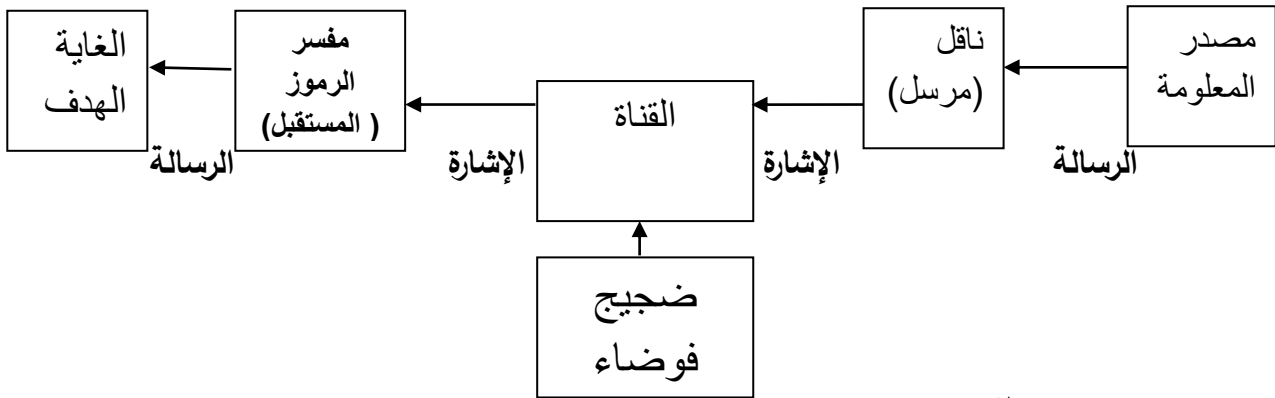 مصدر
المعلومة
الرسالة
ناقل
(مرسل)
الإشارة
القناة
ضجيج
فوضاء
الإشارة
مفسر
الرموز
( المستقبل)
الرسالة
الغاية
الهدف